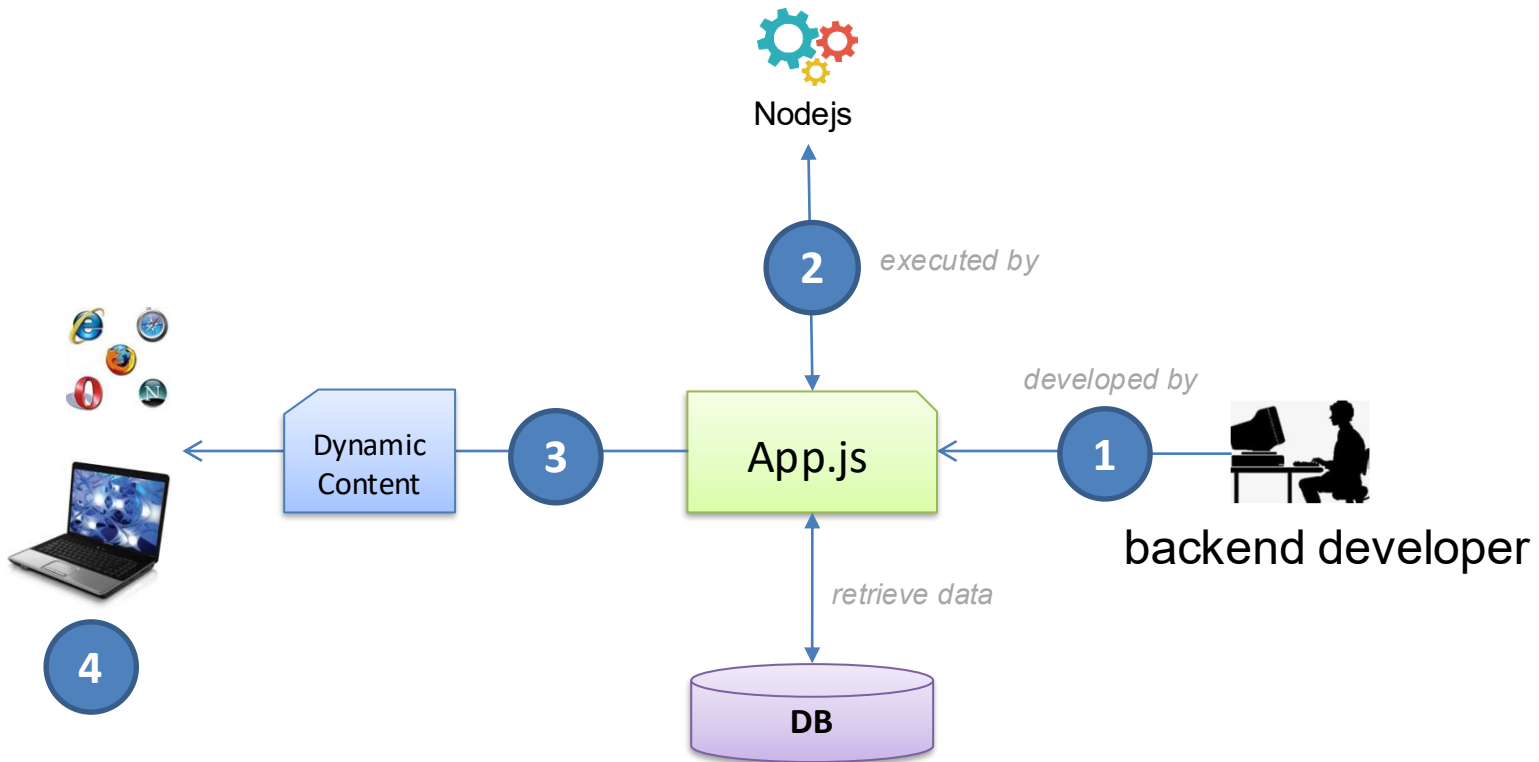 Nodejs
2
executed by
developed by
Dynamic
Content
3
App.js
1
backend developer
retrieve data
4
DB
N